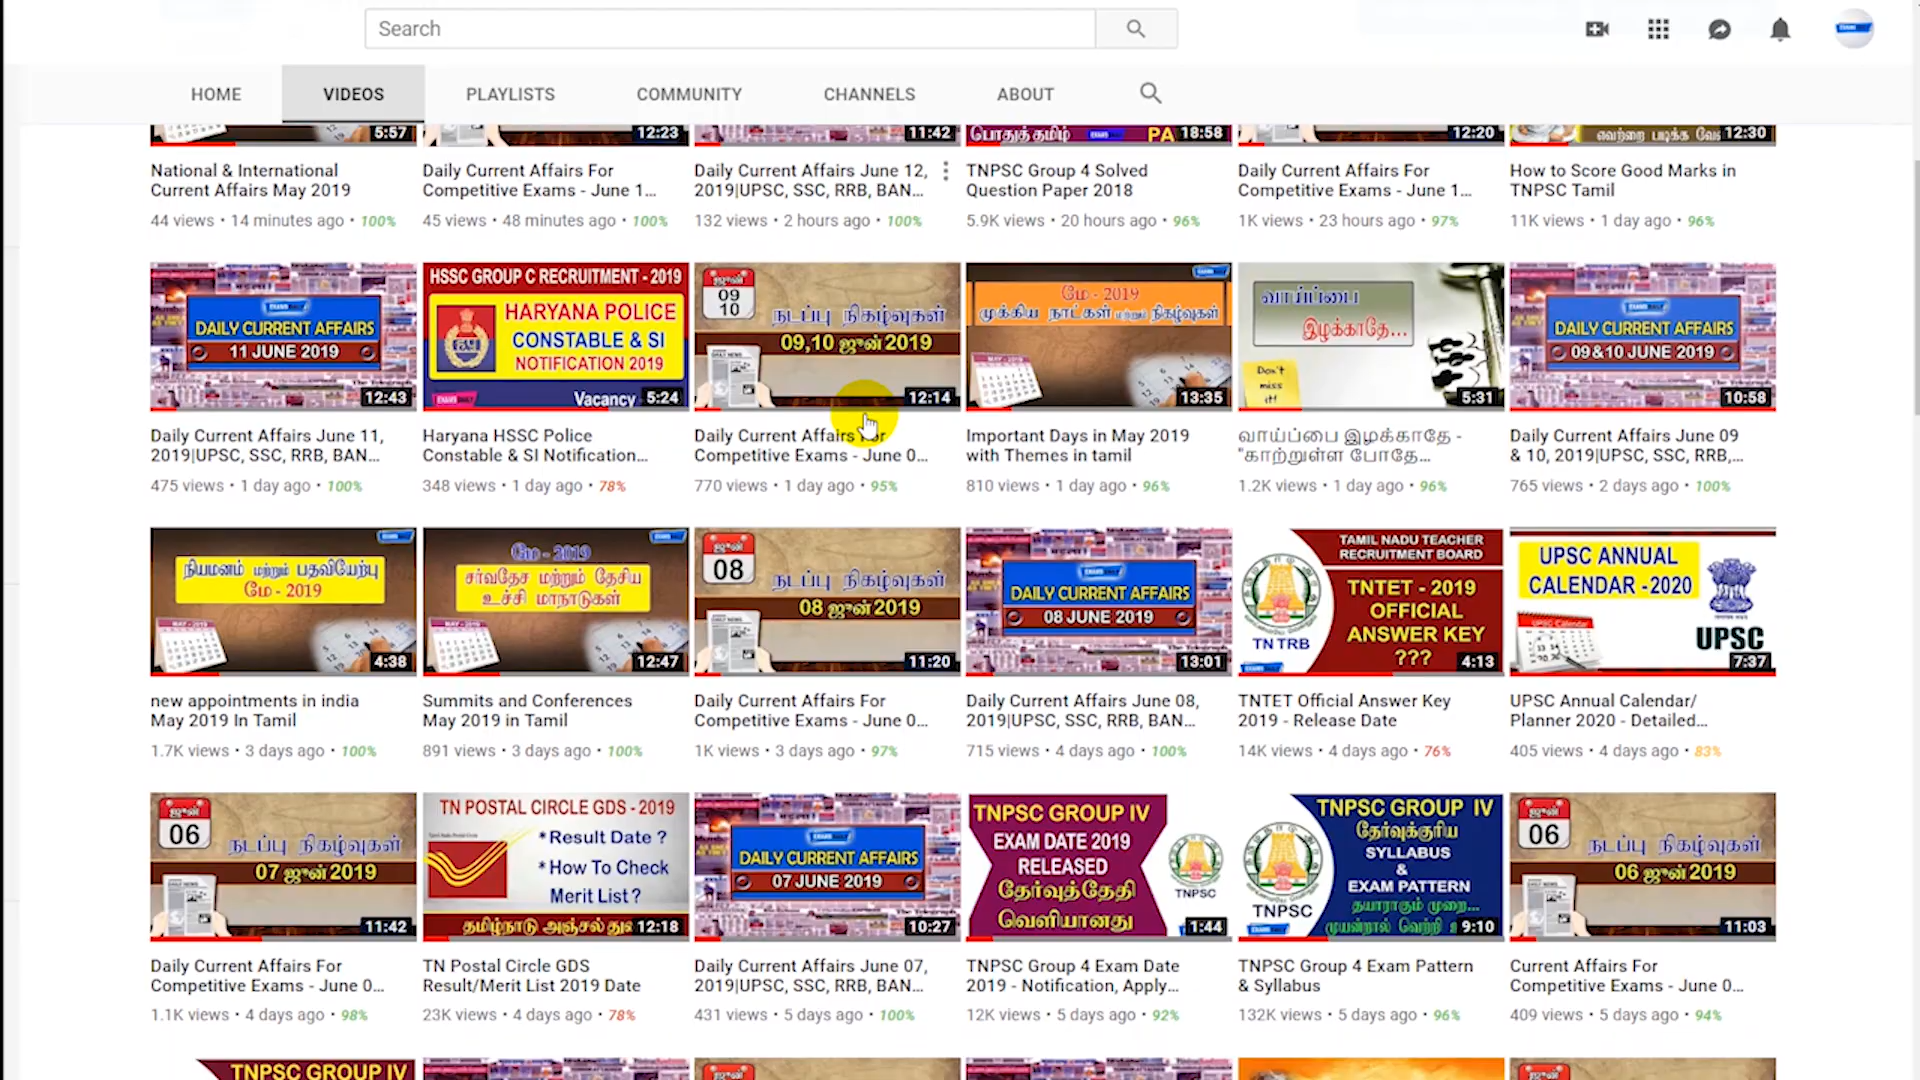 Search
HOME
VIDEOS
PLAYLISTS
COMMUNITY
CHANNELS
ABOUT
5:57
12:23
11:42
பொதுத் தமிழ்
PA 18:58
12:20
எவற்றை படிக்க
12:30
National & International
Current Affairs May 2019
44 views • 14 minutes ago • 100%
Daily Current Affairs For
Competitive Exams - June 1...
45 views • 48 minutes ago • 100%
Daily Current Affairs June 12,
2019|UPSC, SSC, RRB, BAN...
132 views • 2 hours ago • 100%
TNPSC Group 4 Solved
Question Paper 2018
5.9K views • 20 hours ago • 96%
Daily Current Affairs For
Competitive Exams - June 1...
1K views • 23 hours ago • 97%
How to Score Good Marks in
TNPSC Tamil
11K views • 1 day ago • 96%
DAILY CURRENT AFFAIRS
11 JUNE 2019
12:43
HSSC GROUP C RECRUITMENT - 2019
HARYANA POLICE
CONSTABLE & SI
NOTIFICATION 2019
Vacancy
5:24
ஜூன்
09
10
நடப்பு நிகழ்வுகள்
09,10 ஜூன் 2019
12:14
மே - 2019
முக்கிய நாட்கள் மற்றும் நிகழ்வுகள்
13:35
வாய்ப்பை
இழக்காதே...
Don't
miss
it!
5:31
DAILY CURRENT AFFAIRS
09&10 JUNE 2019
10:58
Daily Current Affairs June 11,
2019|UPSC, SSC, RRB, BAN...
475 views • 1 day ago • 100%
Haryana HSSC Police
Constable & SI Notification...
348 views • 1 day ago • 78%
Daily Current Affairs For
Competitive Exams - June 0...
770 views • 1 day ago • 95%
Important Days in May 2019
with Themes in tamil
810 views • 1 day ago • 96%
வாய்ப்பை இழக்காதே -
"காற்றுள்ள போதே...
1.2K views • 1 day ago • 96%
Daily Current Affairs June 09
& 10, 2019|UPSC, SSC, RRB,...
765 views • 2 days ago • 100%
நியமனம் மற்றும் பதவியேற்பு
மே - 2019
4:38
மே - 2019
சர்வதேச மற்றும் தேசிய
உச்சி மாநாடுகள்
12:47
ஜூன்
08
நடப்பு நிகழ்வுகள்
08 ஜூன் 2019
11:20
DAILY CURRENT AFFAIRS
08 JUNE 2019
13:01
TAMIL NADU TEACHER
RECRUITMENT BOARD
TNTET - 2019
OFFICIAL
ANSWER KEY
???
TN TRB
4:13
UPSC ANNUAL
CALENDAR -2020
UPSC Calendar
UPSC
7:37
new appointments in india
May 2019 In Tamil
1.7K views • 3 days ago • 100%
Summits and Conferences
May 2019 in Tamil
891 views • 3 days ago • 100%
Daily Current Affairs For
Competitive Exams - June 0...
1K views • 3 days ago • 97%
Daily Current Affairs June 08,
2019|UPSC, SSC, RRB, BAN...
715 views • 4 days ago • 100%
TNTET Official Answer Key
2019 - Release Date
14K views • 4 days ago • 76%
UPSC Annual Calendar/
Planner 2020 - Detailed...
405 views • 4 days ago • 83%
ஜூன்
06
நடப்பு நிகழ்வுகள்
07 ஜூன் 2019
11:42
TN POSTAL CIRCLE GDS - 2019
*Result Date ?
*How To Check
Merit List ?
தமிழ்நாடு அஞ்சல்
12:18
DAILY CURRENT AFFAIRS
07 JUNE 2019
10:27
TNPSC GROUP IV
EXAM DATE 2019
RELEASED
தேர்வுத்தேதி
வெளியானது
TNPSC
1:44
TNPSC GROUP IV
தேர்வுக்குரிய
SYLLABUS
&
EXAM PATTERN
தயாராகும் முறை...
முயன்றால் வெற்றி
TNPSC
9:10
ஜூன்
06
நடப்பு நிகழ்வுகள்
06 ஜூன் 2019
11:03
Daily Current Affairs For
Competitive Exams - June 0...
1.1K views • 4 days ago • 98%
TN Postal Circle GDS
Result/Merit List 2019 Date
23K views • 4 days ago • 78%
Daily Current Affairs June 07,
2019|UPSC, SSC, RRB, BAN...
431 views • 5 days ago • 100%
TNPSC Group 4 Exam Date
2019 - Notification, Apply...
12K views • 5 days ago • 92%
TNPSC Group 4 Exam Pattern
& Syllabus
132K views • 5 days ago • 96%
Current Affairs For
Competitive Exams - June 0...
409 views • 5 days ago • 94%
TNPSC GROUP IV